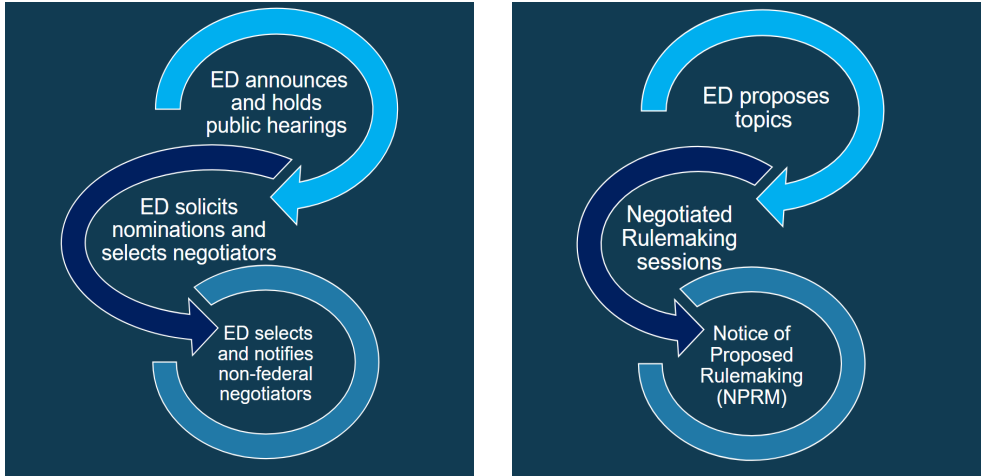 ED announces
and holds
public hearings
ED solicits
nominations and
selects negotiators
ED selects
and notifies
non-federal
negotiators
ED proposes
topics
Negotiated
Rulemaking
sessions
Notice of
Proposed
Rulemaking
(NPRM)